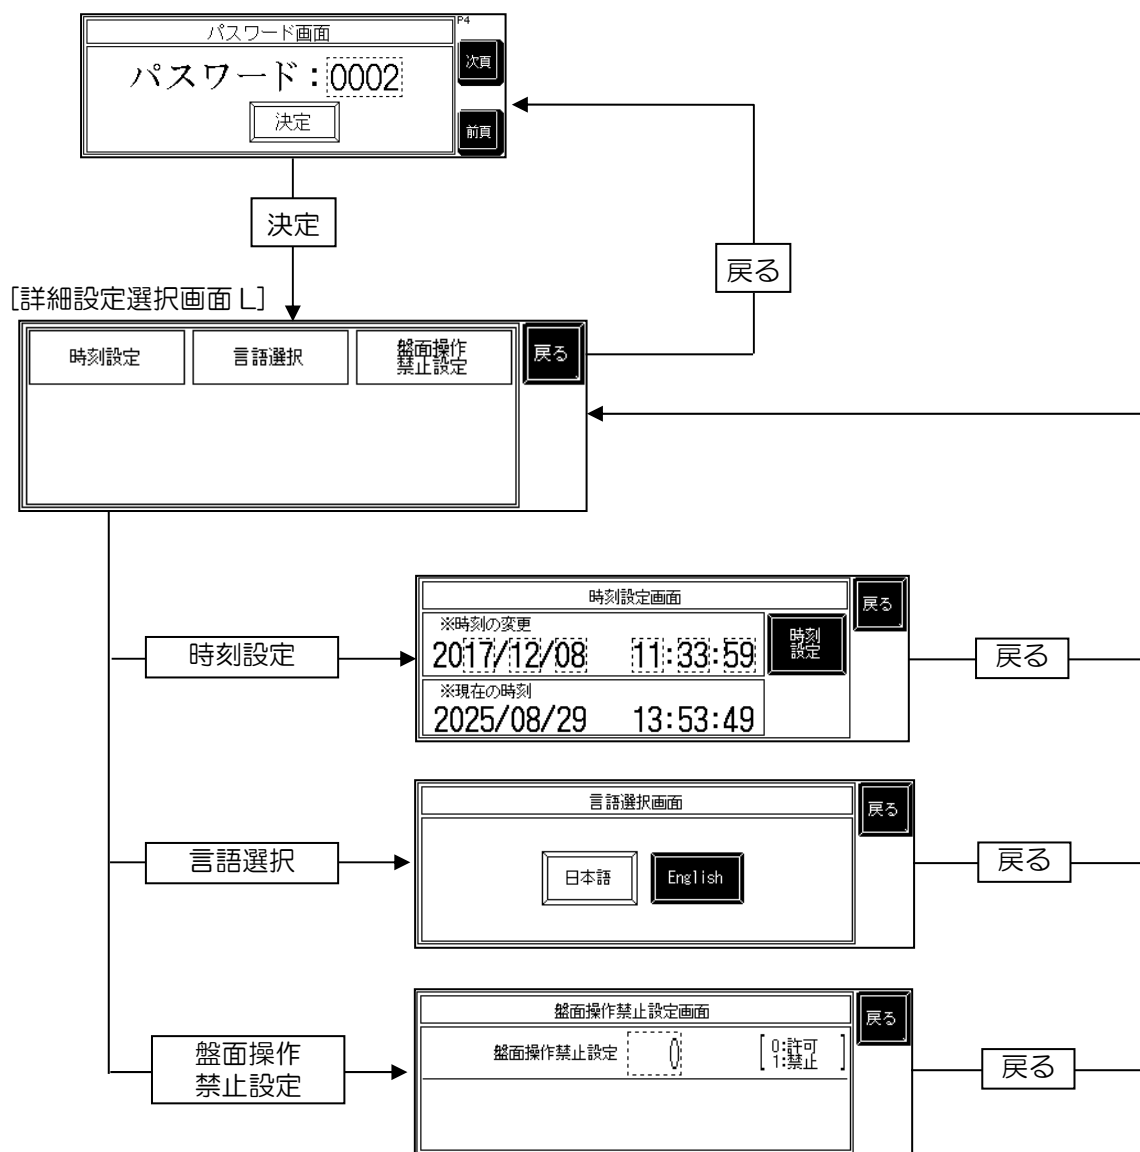 パスワード画面
P4
パスワード：0002
次頁
決定
前頁
決定
戻る
[詳細設定選択画面L]
時刻設定
言語選択
盤面操作
禁止設定
戻る
時刻設定画面
戻る
※時刻の変更
2017/12/08 11:33:59
時刻
設定
※現在の時刻
2025/08/29 13:53:49
時刻設定
戻る
言語選択画面
戻る
日本語
English
言語選択
戻る
盤面操作禁止設定画面
戻る
盤面操作禁止設定 0 [0:許可
1:禁止]
盤面操作
禁止設定
戻る